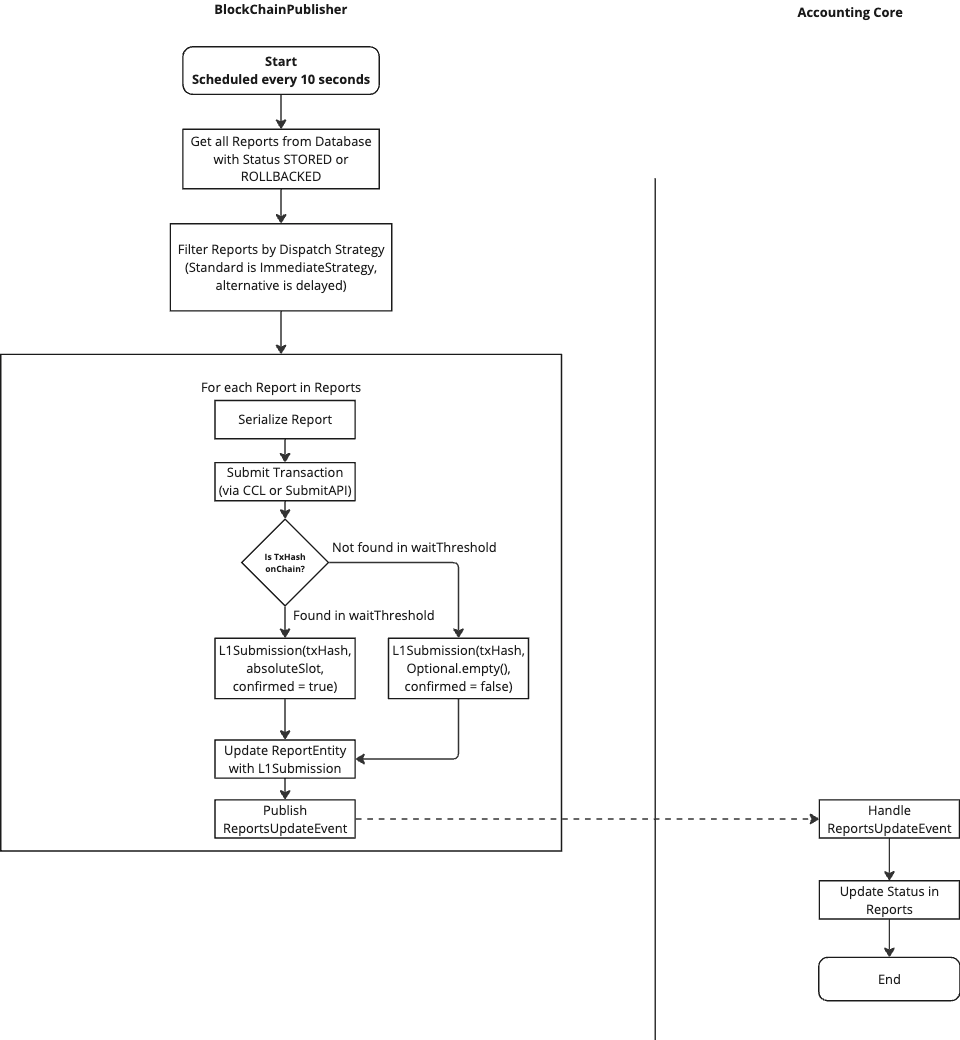 BlockChainPublisher
Accounting Core
Start
Scheduled every 10 seconds
Get all Reports from Database
with Status STORED or
ROLLBACKED
Filter Reports by Dispatch Strategy
(Standard is ImmediateStrategy,
alternative is delayed)
For each Report in Reports
Serialize Report
Submit Transaction
(via CCL or SubmitAPI)
Is TxHash
onChain?
Not found in waitThreshold
Found in waitThreshold
L1Submission(txHash,
absoluteSlot,
confirmed = true)
L1Submission(txHash,
Optional.empty(),
confirmed = false)
Update ReportEntity
with L1Submission
Publish
ReportsUpdateEvent
Handle
ReportsUpdateEvent
Update Status in
Reports
End